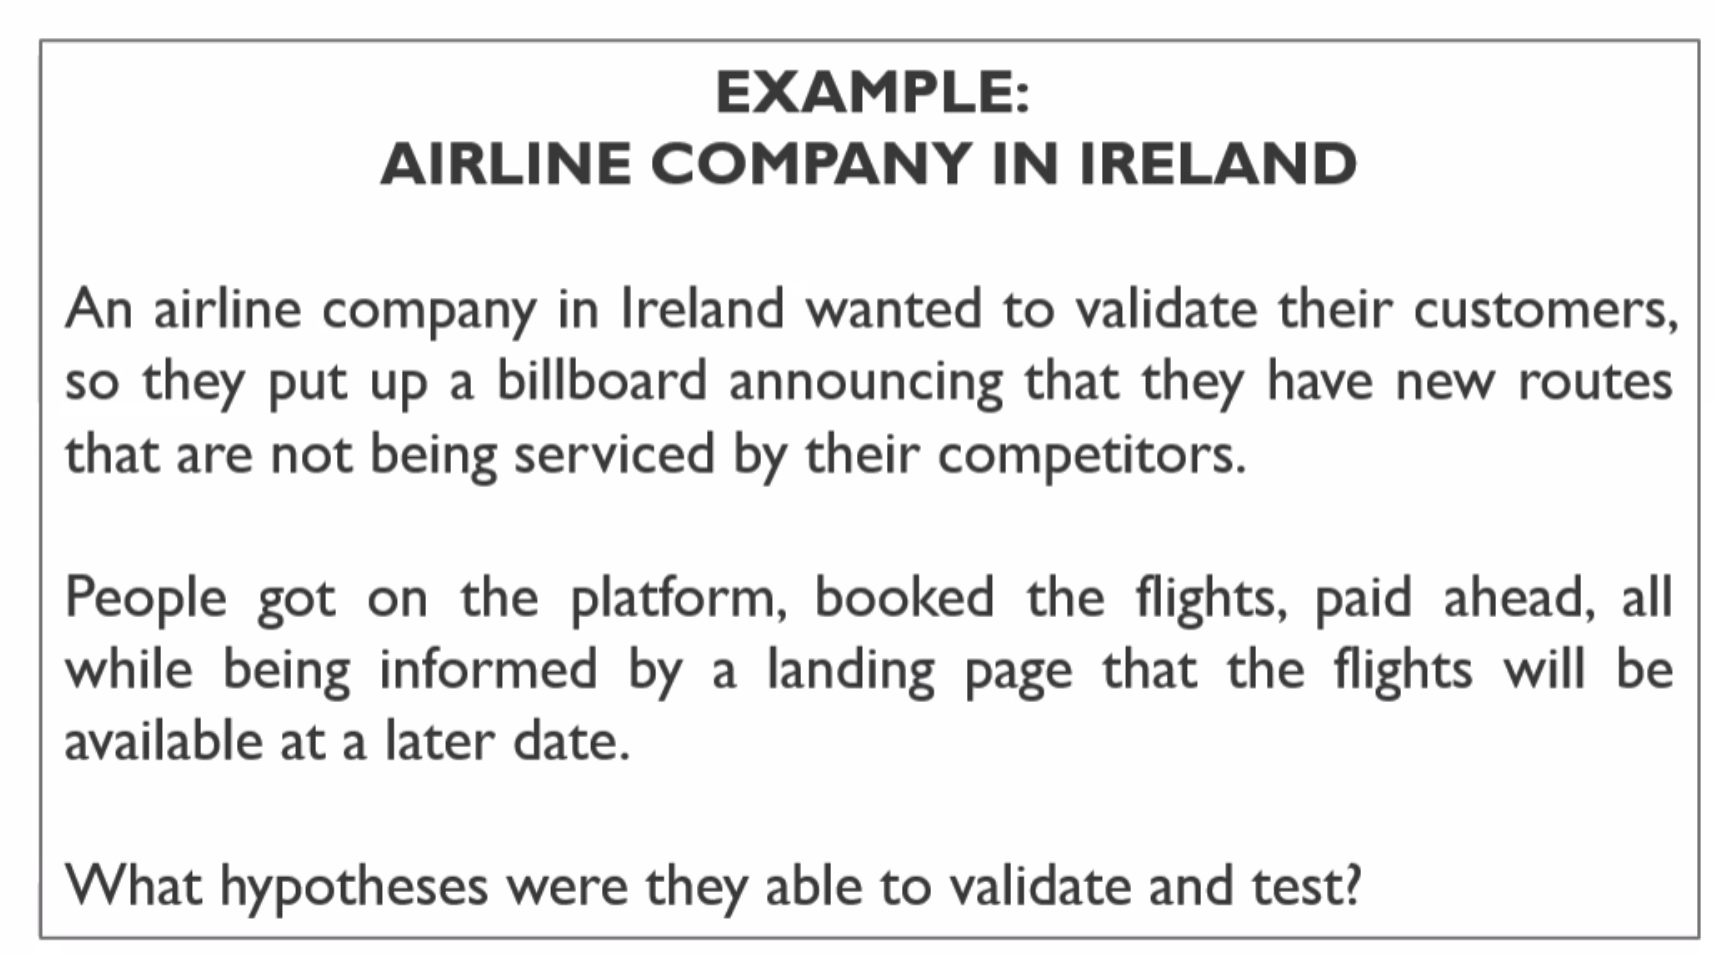 EXAMPLE:
AIRLINE COMPANY IN IRELAND
An airline company in Ireland wanted to validate their customers,
so they put up a billboard announcing that they have new routes
that are not being serviced by their competitors.
People got on the platform, booked the flights, paid ahead, all
while being informed by a landing page that the flights will be
available at a later date.
What hypotheses were they able to validate and test?